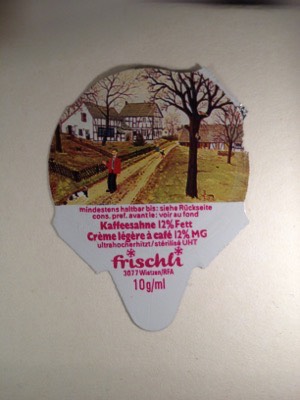 mindestens haltbar bis: siehe Rückseite
cons. pref. avant le: voir au fond
Kaffeesahne 12% Fett
Crème légère à café 12% MG
ultrahocherhitzt/stérilisé UHT
frischli
3077 Wietzen/RFA
10g/ml